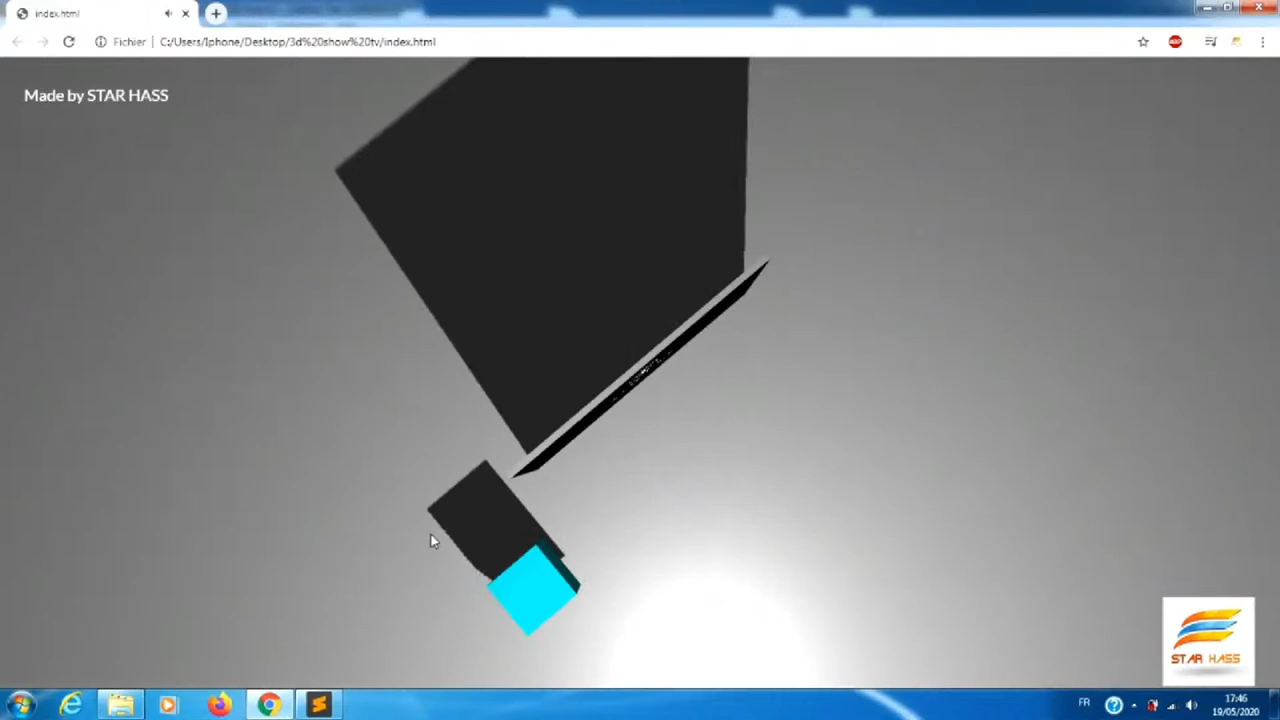 index.html
Fichier
C:/Users/Iphone/Desktop/3d%20show%20tv/index.html
ABP
Made by STAR HASS
STAR HASS
FR
17:46
19/05/2020